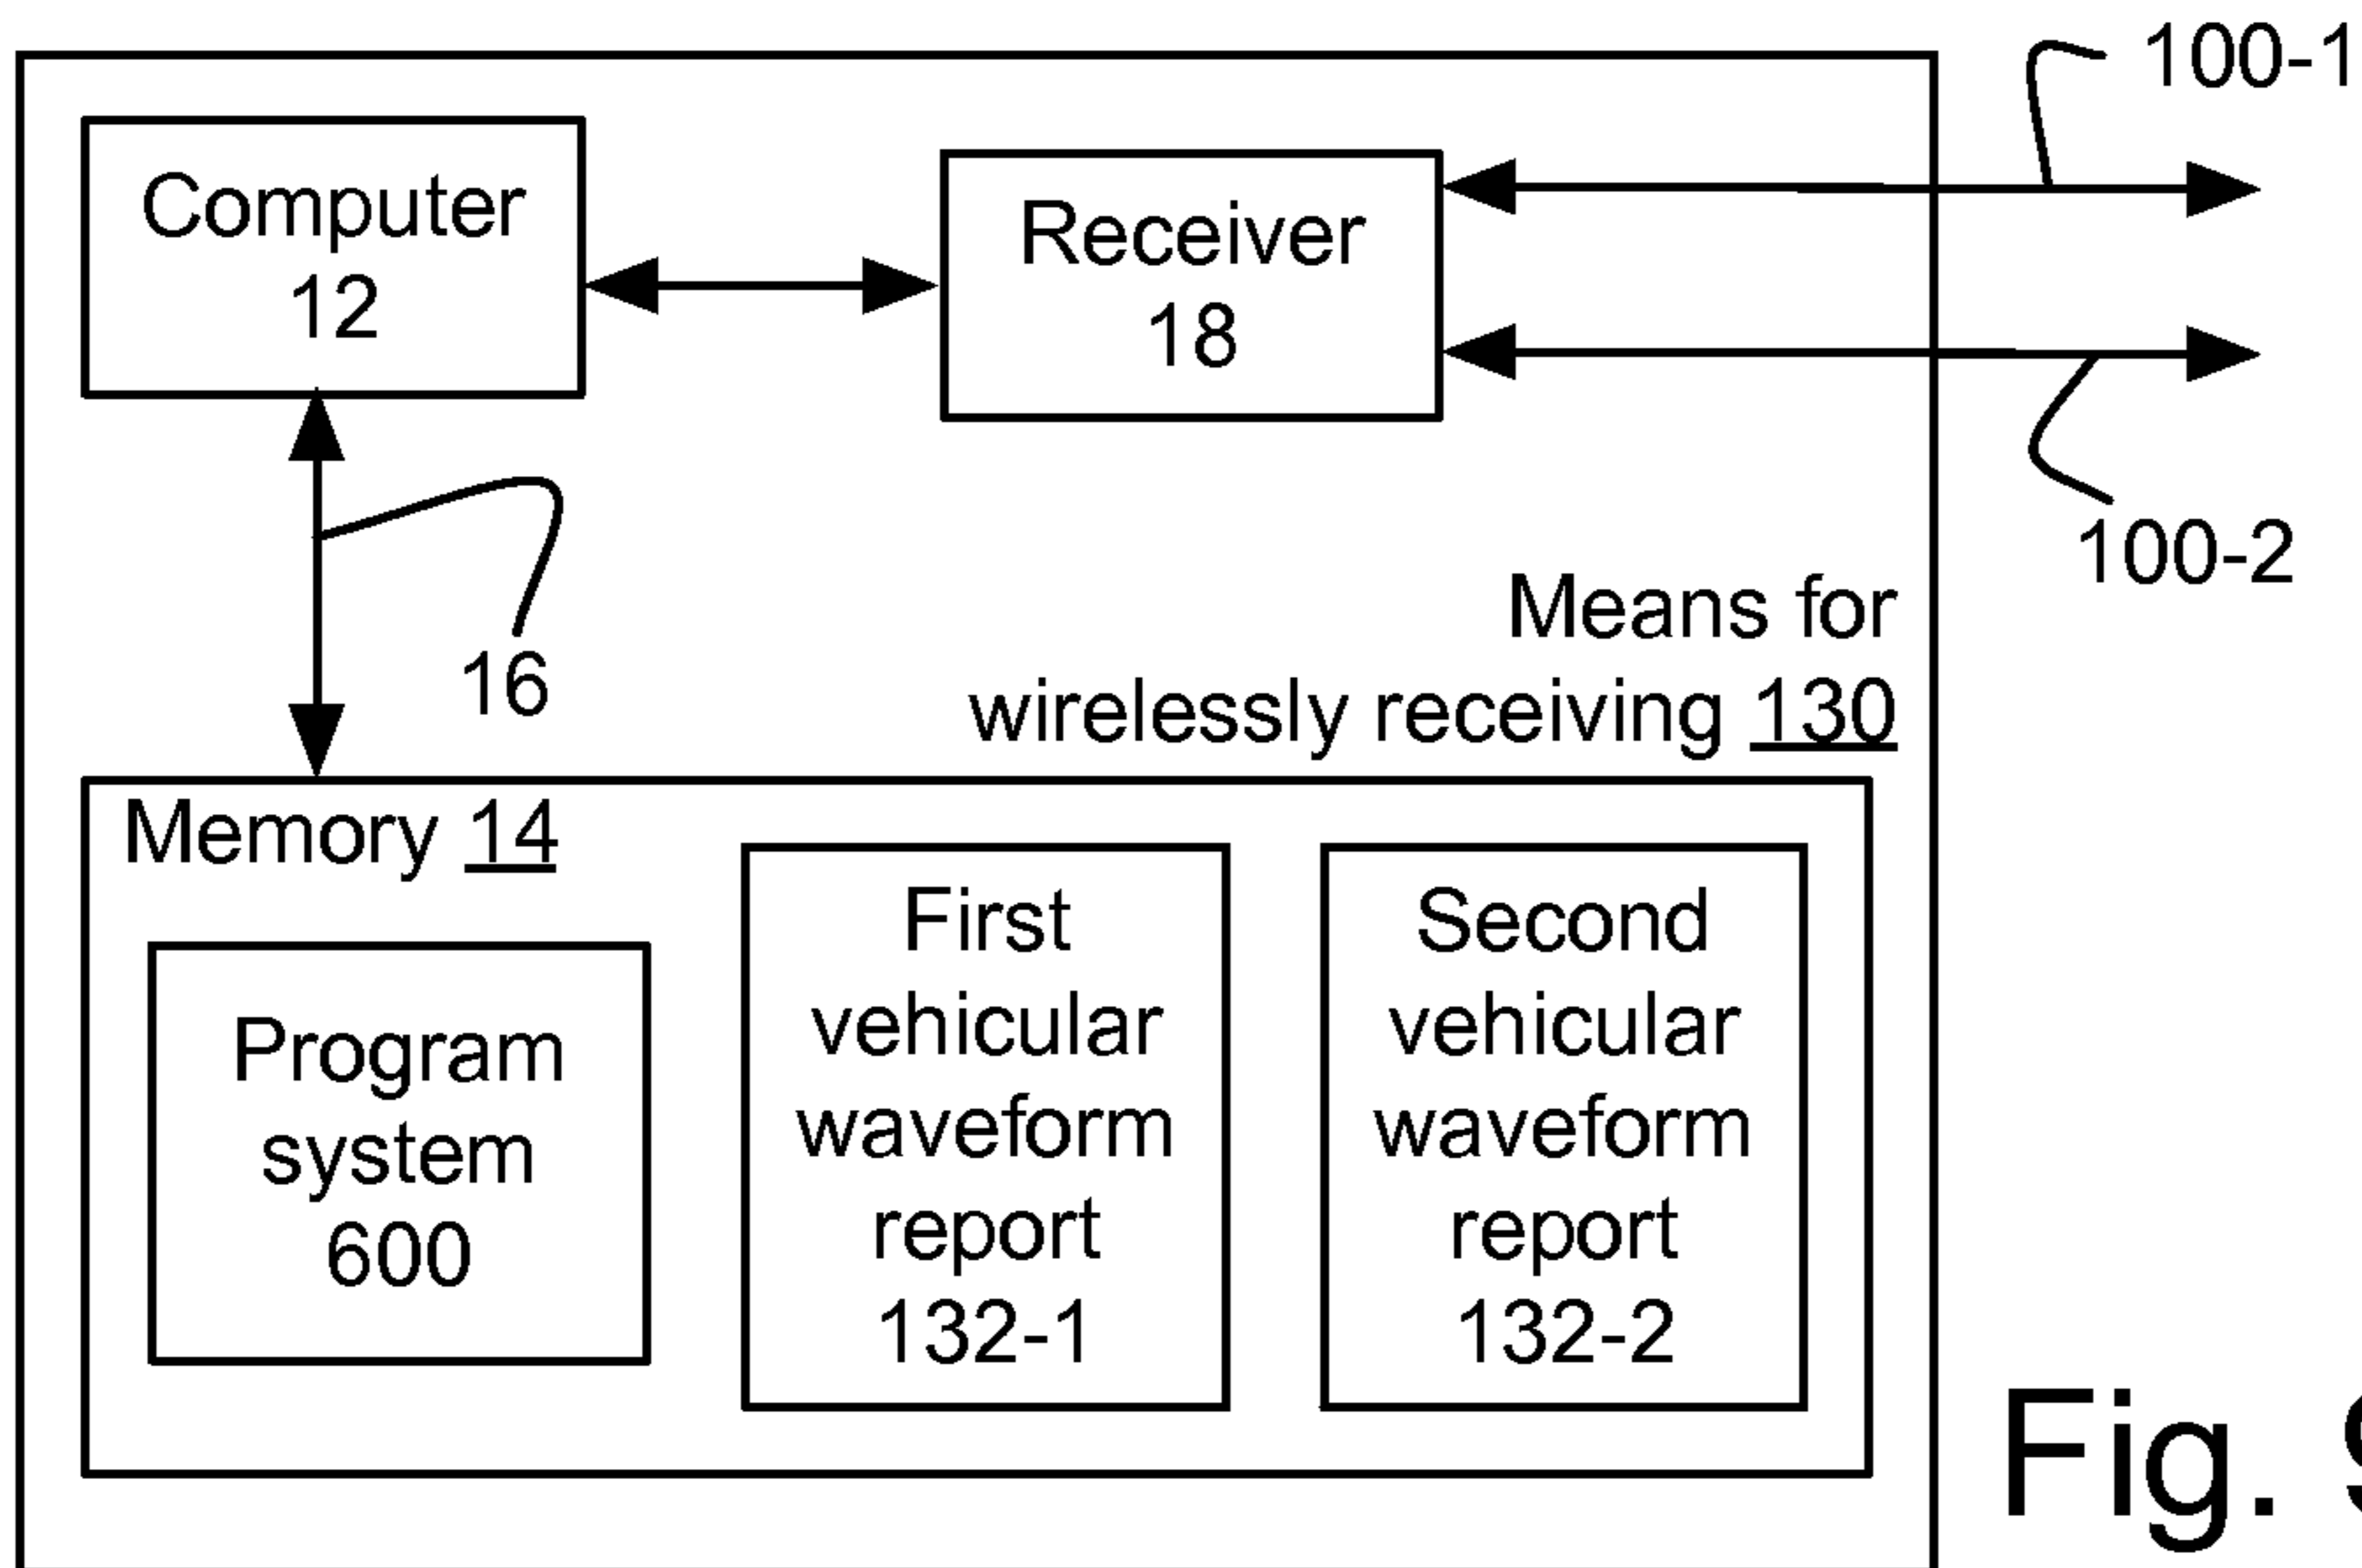 100-1
Computer
12
Receiver
18
100-2
16
Means for
wirelessly receiving 130
Memory 14
Program
system
600
First
vehicular
waveform
report
132-1
Second
vehicular
waveform
report
132-2
Fig.